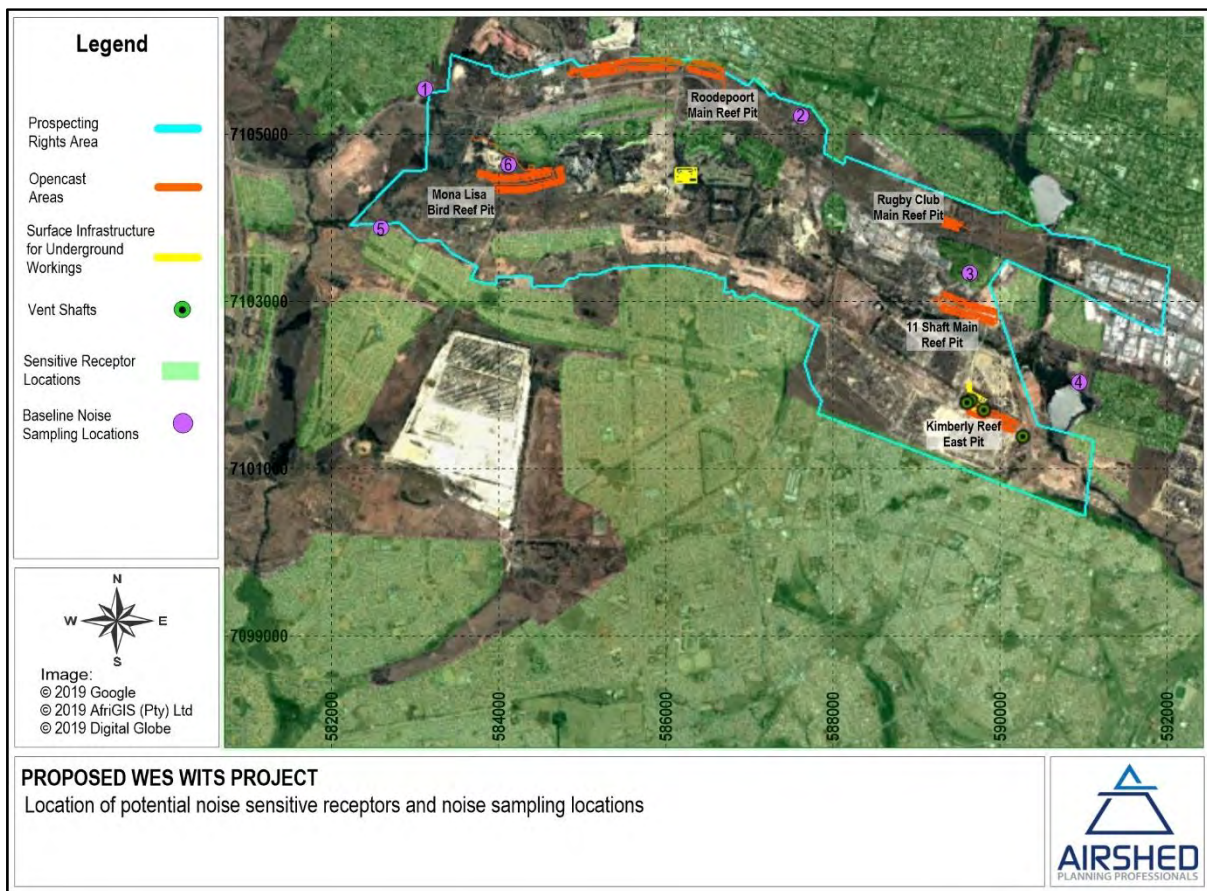 Legend
Prospecting
Rights Area
Opencast
Areas
Surface Infrastructure
for Underground
Workings
Vent Shafts
Sensitive Receptor
Locations
Baseline Noise
Sampling Locations
N
W E
S
Image:
© 2019 Google
© 2019 AfriGIS (Pty) Ltd
© 2019 Digital Globe
1
Roodepoort
Main Reef Pit
2
7105000
6
Mona Lisa
Bird Reef Pit
Rugby Club
Main Reef Pit
5
3
7103000
11 Shaft Main
Reef Pit
4
Kimberly Reef
East Pit
7101000
7099000
582000
584000
586000
588000
590000
592000
PROPOSED WES WITS PROJECT
Location of potential noise sensitive receptors and noise sampling locations
AIRSHED
PLANNING PROFESSIONALS